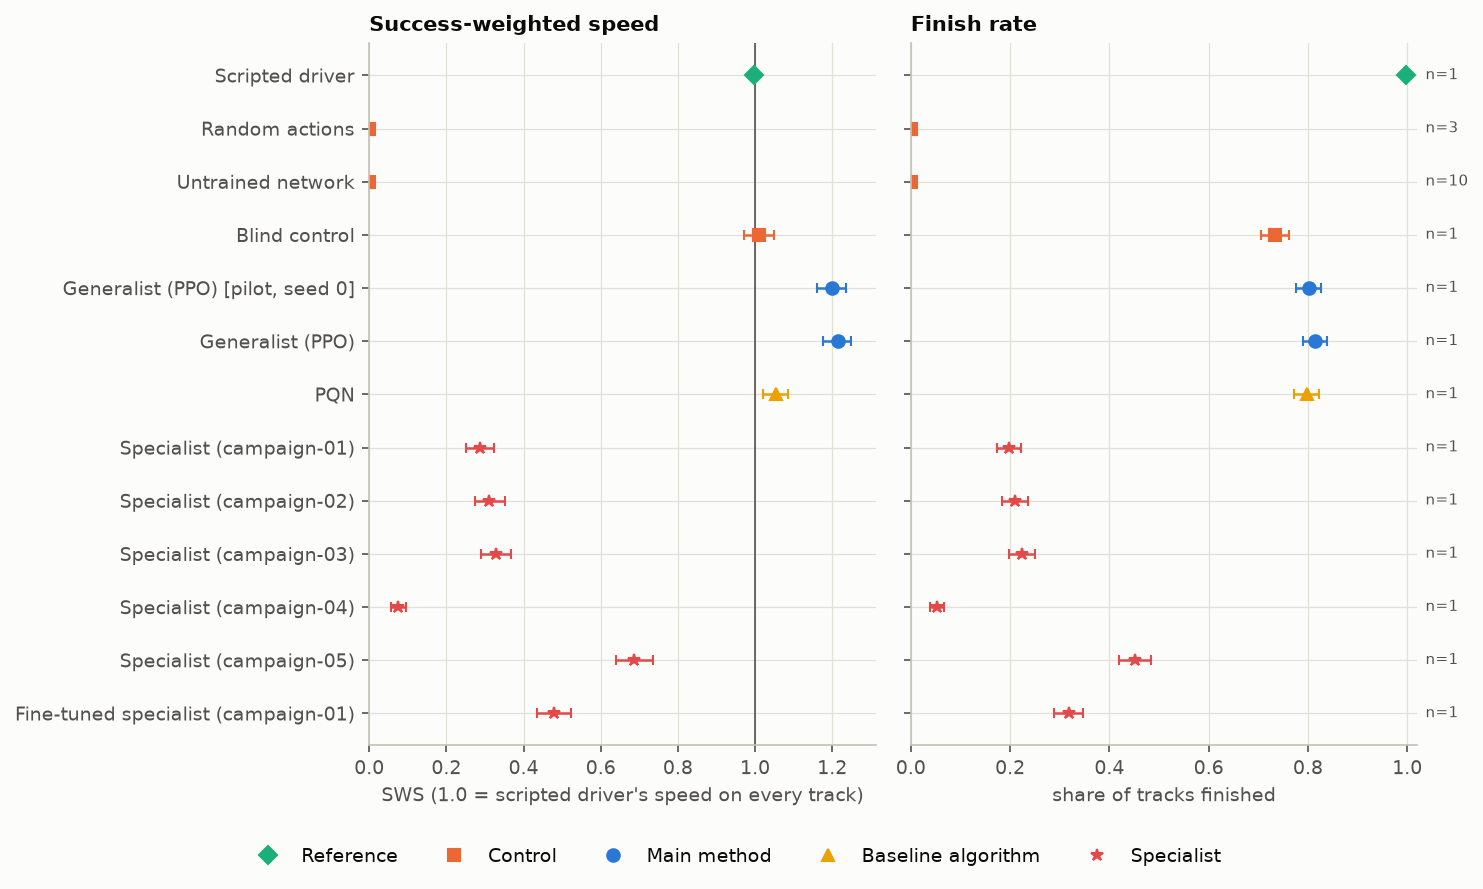 Success-weighted speed
Finish rate
Scripted driver
n=1
Random actions
n=3
Untrained network
n=10
Blind control
n=1
Generalist (PPO) [pilot, seed 0]
n=1
Generalist (PPO)
n=1
PQN
n=1
Specialist (campaign-01)
n=1
Specialist (campaign-02)
n=1
Specialist (campaign-03)
n=1
Specialist (campaign-04)
n=1
Specialist (campaign-05)
n=1
Fine-tuned specialist (campaign-01)
n=1
0.0 0.2 0.4 0.6 0.8 1.0 1.2
0.0 0.2 0.4 0.6 0.8 1.0
SWS (1.0 = scripted driver's speed on every track)
share of tracks finished
Reference Control Main method Baseline algorithm Specialist